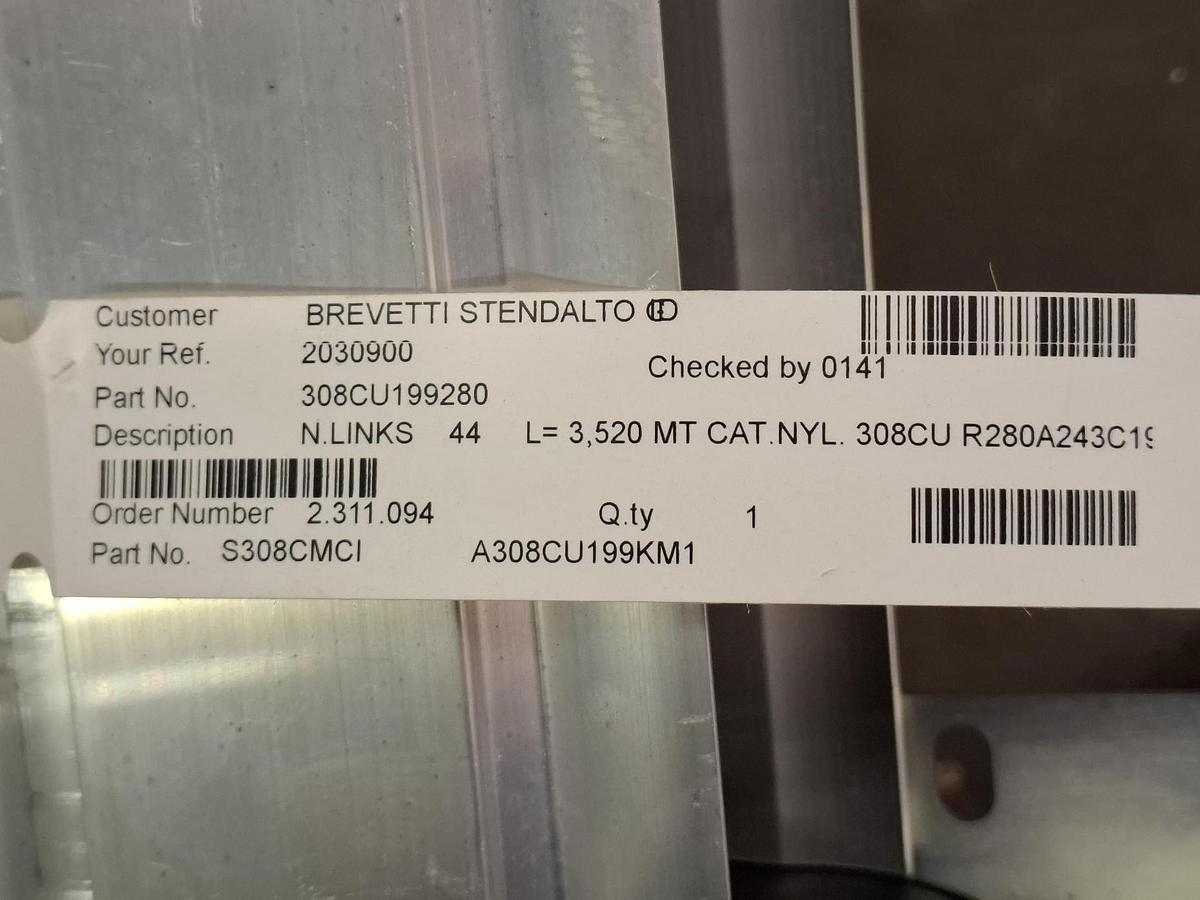 Customer BREVETTI STENDALTO
Your Ref. 2030900
Checked by 0141
Part No. 308CU199280
Description N.LINKS 44 L= 3,520 MT CAT.NYL. 308CU R280A243C19
Order Number 2.311.094 Q.ty 1
Part No. S308CMCI A308CU199KM1